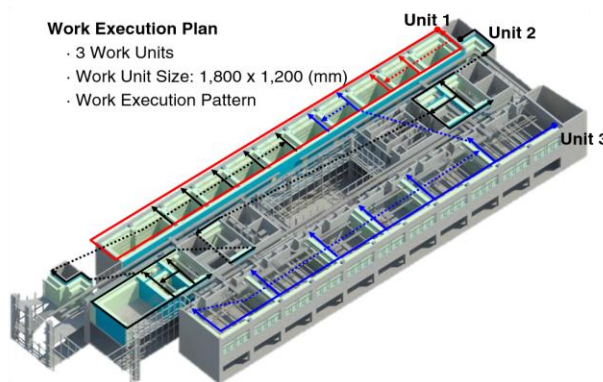 Work Execution Plan
· 3 Work Units
· Work Unit Size: 1,800 x 1,200 (mm)
· Work Execution Pattern
Unit 1
Unit 2
Unit 3